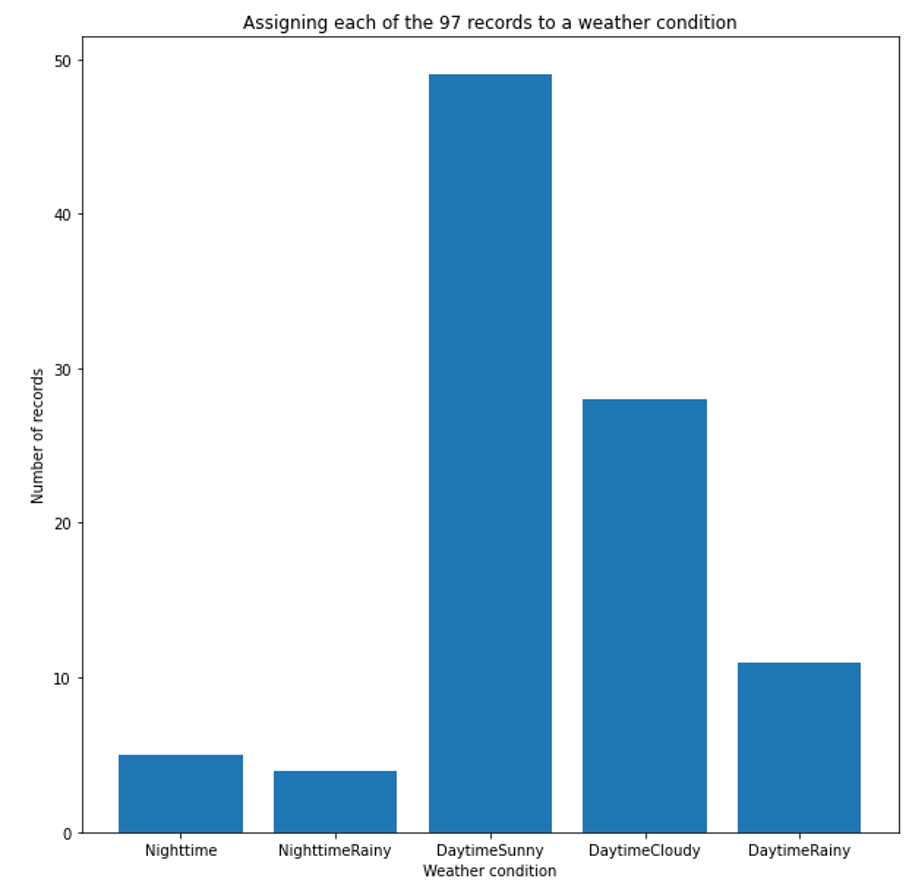 Assigning each of the 97 records to a weather condition
50
40
30
20
10
0
Number of records
Nighttime NighttimeRainy DaytimeSunny DaytimeCloudy DaytimeRainy
Weather condition